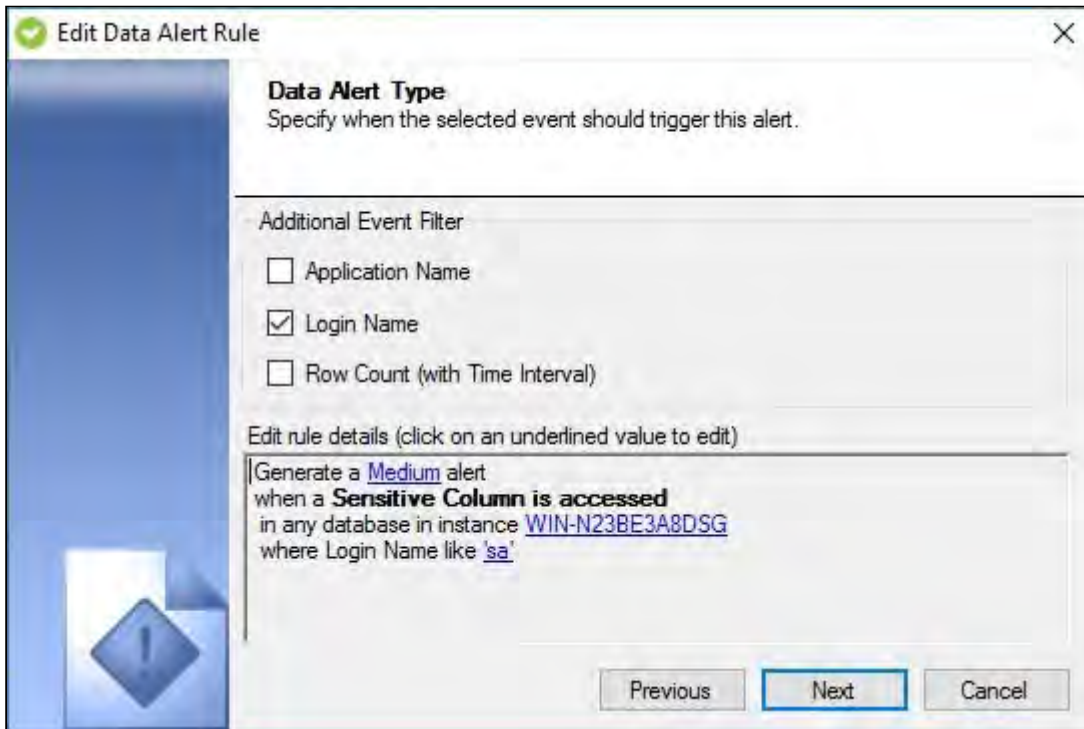 Edit Data Alert Rule
Data Alert Type
Specify when the selected event should trigger this alert.
Additional Event Filter
Application Name
Login Name
Row Count (with Time Interval)
Edit rule details (click on an underlined value to edit)
Generate a Medium alert
when a Sensitive Column is accessed
in any database in instance WIN-N23BE3A8DSG
where Login Name like 'sa'
Previous Next Cancel